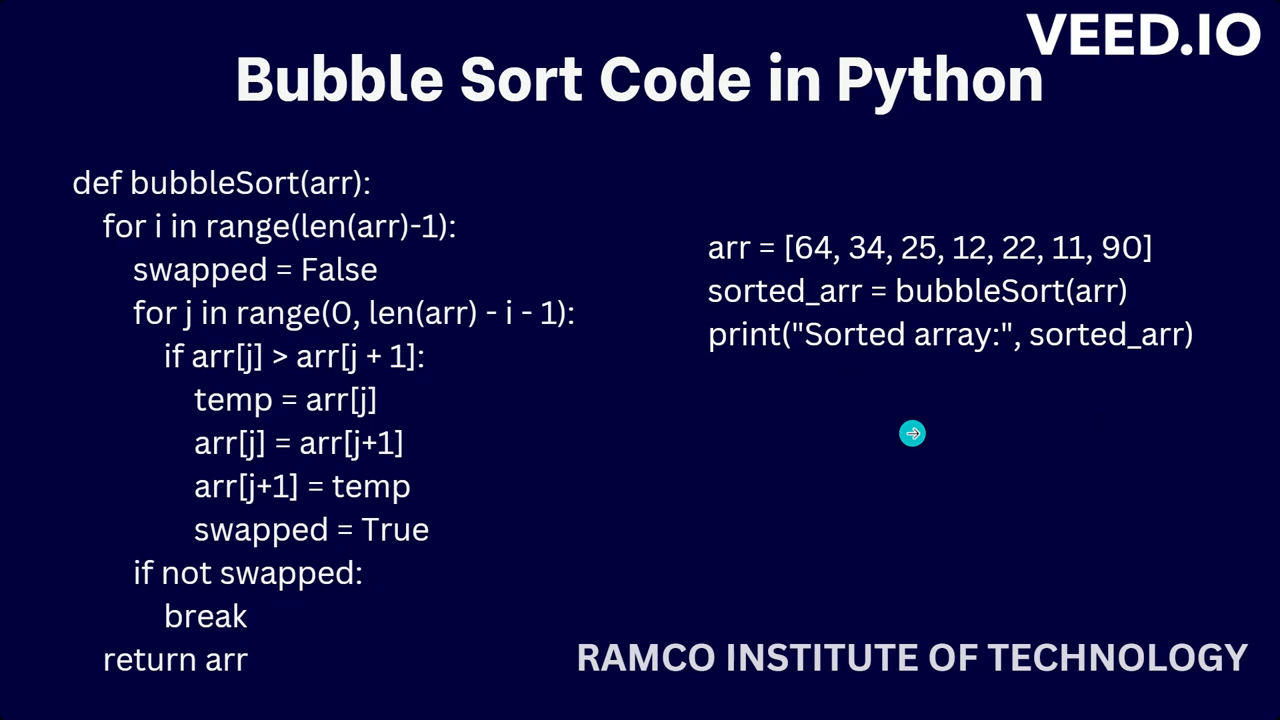 VEED.IO
Bubble Sort Code in Python
def bubbleSort(arr):
    for i in range(len(arr)-1):
        swapped = False
        for j in range(0, len(arr) - i - 1):
            if arr[j] > arr[j + 1]:
                temp = arr[j]
                arr[j] = arr[j+1]
                arr[j+1] = temp
                swapped = True
        if not swapped:
            break
    return arr
arr = [64, 34, 25, 12, 22, 11, 90]
sorted_arr = bubbleSort(arr)
print("Sorted array:", sorted_arr)
RAMCO INSTITUTE OF TECHNOLOGY